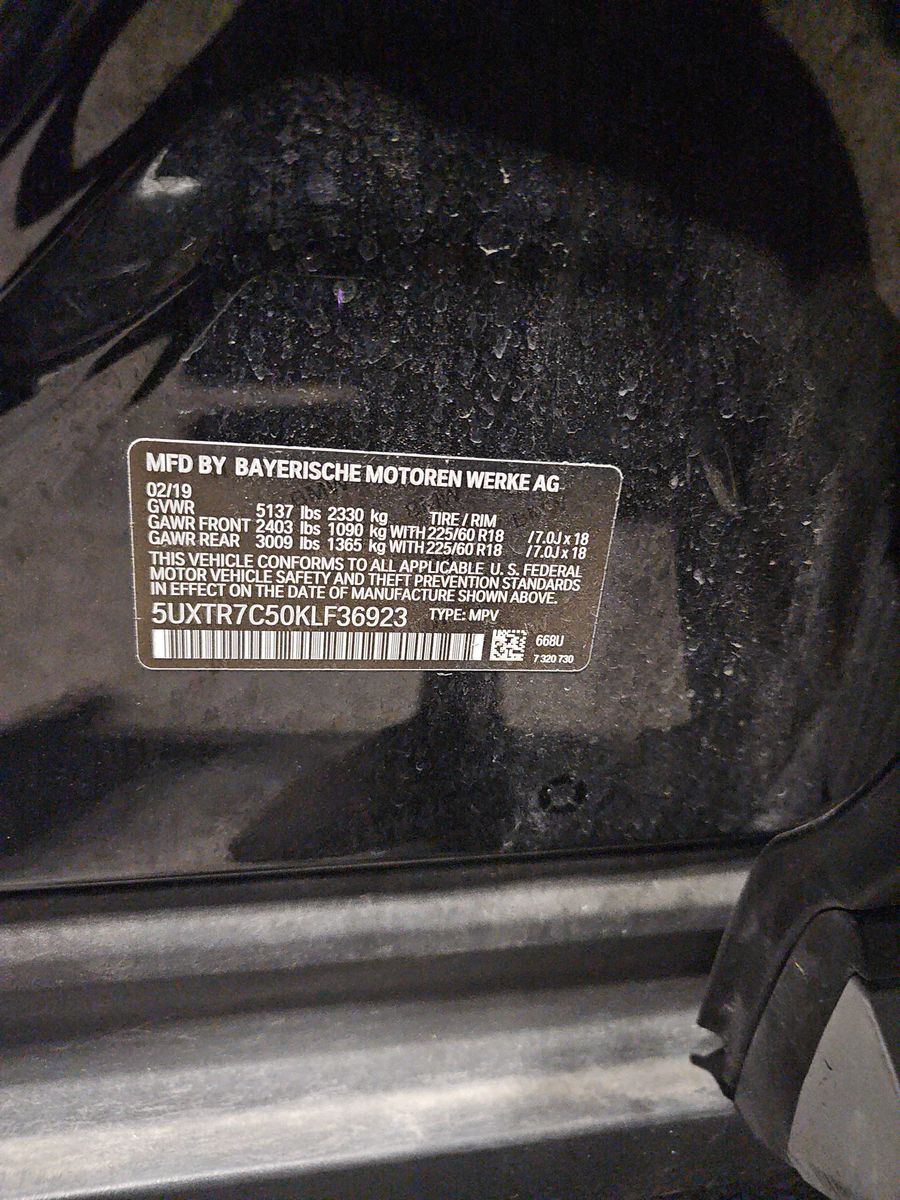 MFD BY BAYERISCHE MOTOREN WERKE AG
02/19
GVWR 5137 lbs 2330 kg TIRE / RIM
GAWR FRONT 2403 lbs 1090 kg WITH 225/60 R18 / 7.0J x 18
GAWR REAR 3009 lbs 1365 kg WITH 225/60 R18 / 7.0J x 18
THIS VEHICLE CONFORMS TO ALL APPLICABLE U. S. FEDERAL
MOTOR VEHICLE SAFETY AND THEFT PREVENTION STANDARDS
IN EFFECT ON THE DATE OF MANUFACTURE SHOWN ABOVE.
5UXTR7C50KLF36923 TYPE: MPV
668U
7 320 730